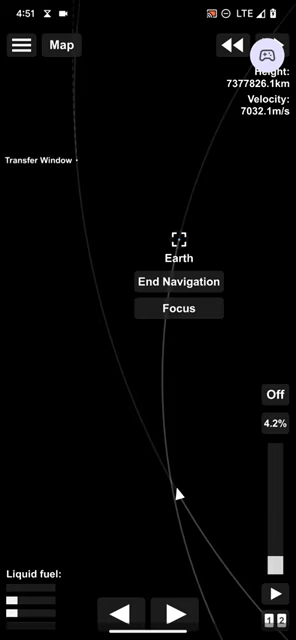 4:51
LTE
Map
Height:
7377826.1km
Velocity:
7032.1m/s
Transfer Window
Earth
End Navigation
Focus
Off
4.2%
Liquid fuel:
1 2